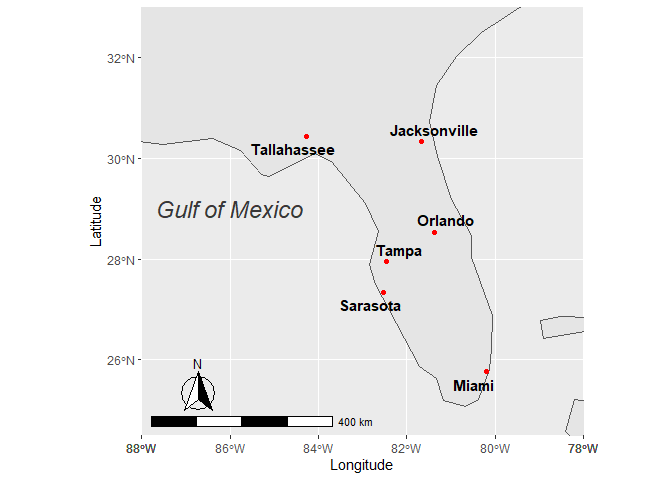 32°N
Jacksonville
Tallahassee
30°N
Gulf of Mexico
Orlando
Latitude
Tampa
28°N
Sarasota
26°N
N
Miami
400 km
88°W 86°W 84°W 82°W 80°W 78°W
Longitude